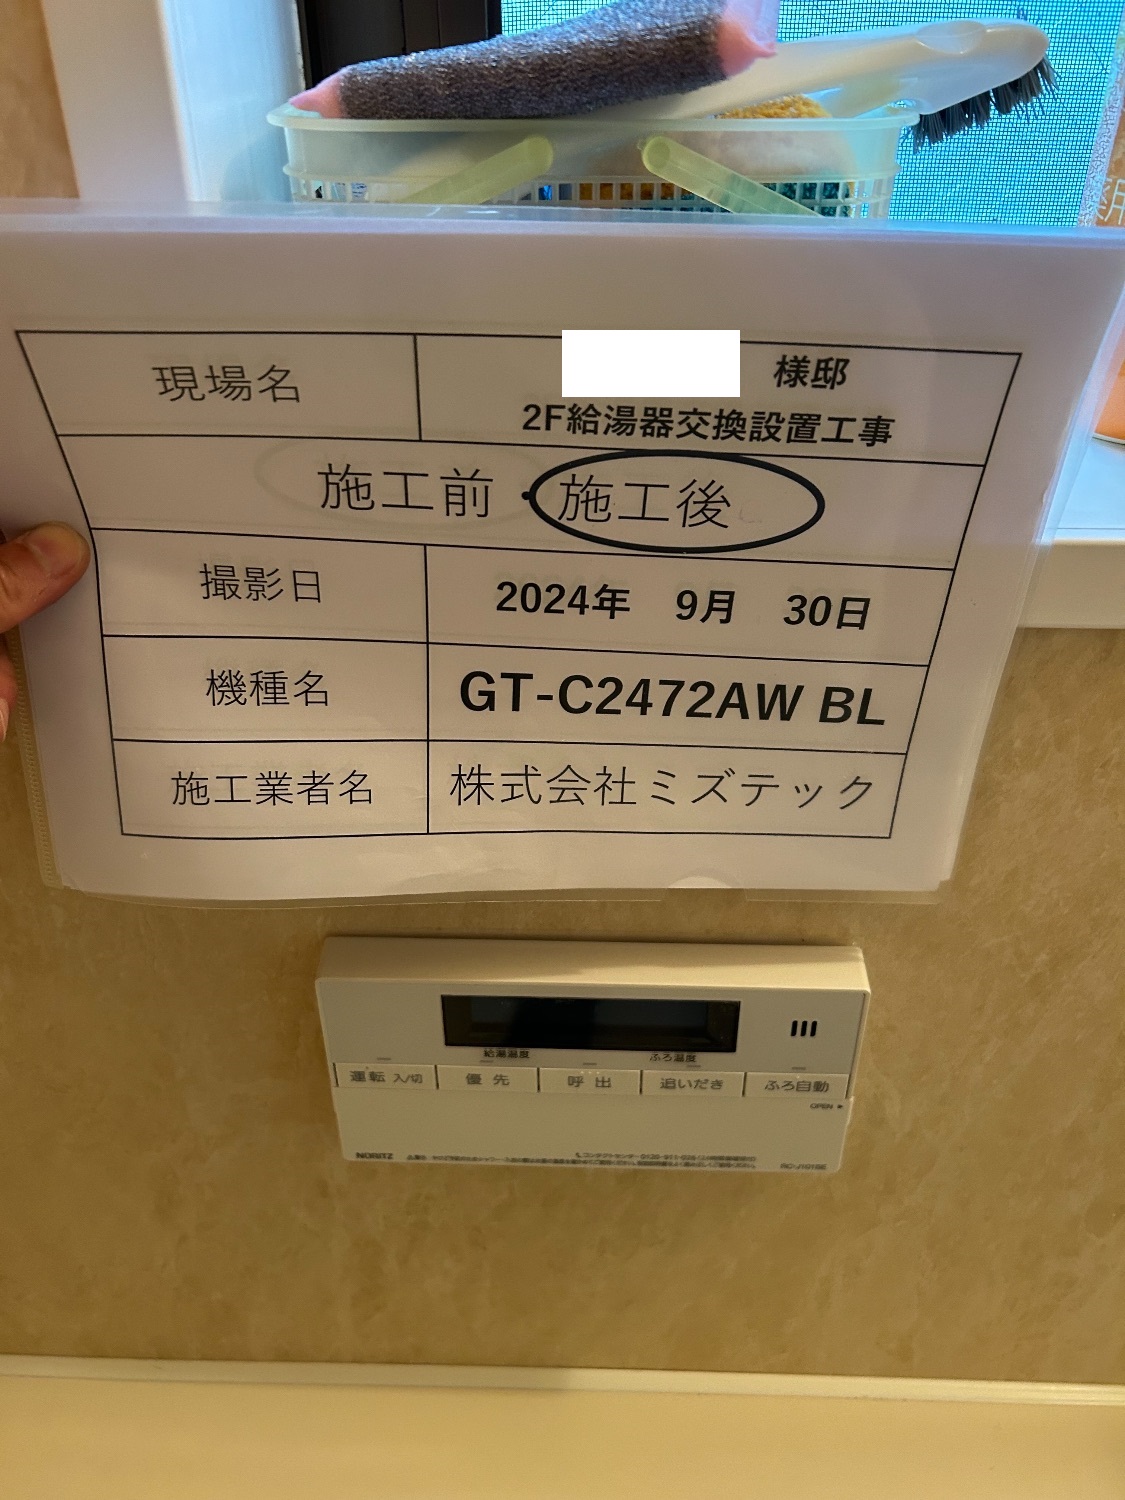 現場名
様邸
2F給湯器交換設置工事
施工前・施工後
撮影日
2024年 9月 30日
機種名
GT-C2472AW BL
施工業者名
株式会社ミズテック
給湯温度 ふろ温度
運転 入/切 優先 呼出 追いだき ふろ自動
OPEN
NORITZ